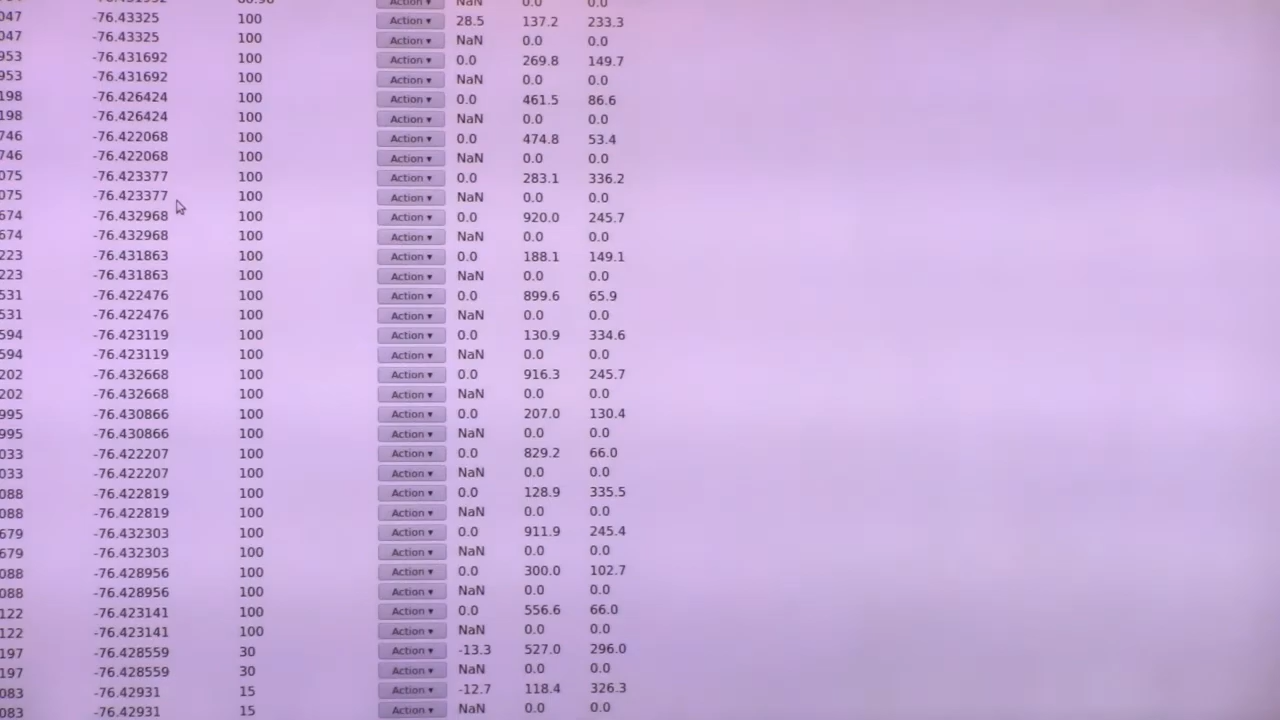 Action ▾ NaN 0.0 0.0
047 -76.43325 100 Action ▾ 28.5 137.2 233.3
047 -76.43325 100 Action ▾ NaN 0.0 0.0
953 -76.431692 100 Action ▾ 0.0 269.8 149.7
953 -76.431692 100 Action ▾ NaN 0.0 0.0
198 -76.426424 100 Action ▾ 0.0 461.5 86.6
198 -76.426424 100 Action ▾ NaN 0.0 0.0
746 -76.422068 100 Action ▾ 0.0 474.8 53.4
746 -76.422068 100 Action ▾ NaN 0.0 0.0
075 -76.423377 100 Action ▾ 0.0 283.1 336.2
075 -76.423377 100 Action ▾ NaN 0.0 0.0
674 -76.432968 100 Action ▾ 0.0 920.0 245.7
674 -76.432968 100 Action ▾ NaN 0.0 0.0
223 -76.431863 100 Action ▾ 0.0 188.1 149.1
223 -76.431863 100 Action ▾ NaN 0.0 0.0
531 -76.422476 100 Action ▾ 0.0 899.6 65.9
531 -76.422476 100 Action ▾ NaN 0.0 0.0
594 -76.423119 100 Action ▾ 0.0 130.9 334.6
594 -76.423119 100 Action ▾ NaN 0.0 0.0
202 -76.432668 100 Action ▾ 0.0 916.3 245.7
202 -76.432668 100 Action ▾ NaN 0.0 0.0
995 -76.430866 100 Action ▾ 0.0 207.0 130.4
995 -76.430866 100 Action ▾ NaN 0.0 0.0
033 -76.422207 100 Action ▾ 0.0 829.2 66.0
033 -76.422207 100 Action ▾ NaN 0.0 0.0
088 -76.422819 100 Action ▾ 0.0 128.9 335.5
088 -76.422819 100 Action ▾ NaN 0.0 0.0
679 -76.432303 100 Action ▾ 0.0 911.9 245.4
679 -76.432303 100 Action ▾ NaN 0.0 0.0
088 -76.428956 100 Action ▾ 0.0 300.0 102.7
088 -76.428956 100 Action ▾ NaN 0.0 0.0
122 -76.423141 100 Action ▾ 0.0 556.6 66.0
122 -76.423141 100 Action ▾ NaN 0.0 0.0
197 -76.428559 30 Action ▾ -13.3 527.0 296.0
197 -76.428559 30 Action ▾ NaN 0.0 0.0
083 -76.42931 15 Action ▾ -12.7 118.4 326.3
083 -76.42931 15 Action ▾ NaN 0.0 0.0